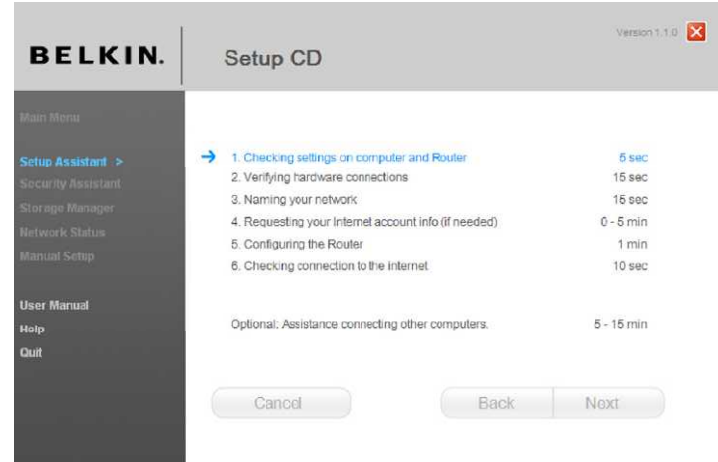 Version 1.1.0
BELKIN.
Setup CD
Main Menu
Setup Assistant >
Security Assistant
Storage Manager
Network Status
Manual Setup
User Manual
Help
Quit
1. Checking settings on computer and Router 5 sec
2. Verifying hardware connections 15 sec
3. Naming your network 15 sec
4. Requesting your Internet account info (if needed) 0 - 5 min
5. Configuring the Router 1 min
6. Checking connection to the internet 10 sec
Optional: Assistance connecting other computers. 5 - 15 min
Cancel
Back
Next